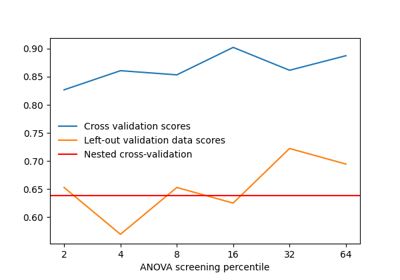 0.90
0.85
0.80
0.75
0.70
0.65
0.60
Cross validation scores
Left-out validation data scores
Nested cross-validation
2 4 8 16 32 64
ANOVA screening percentile